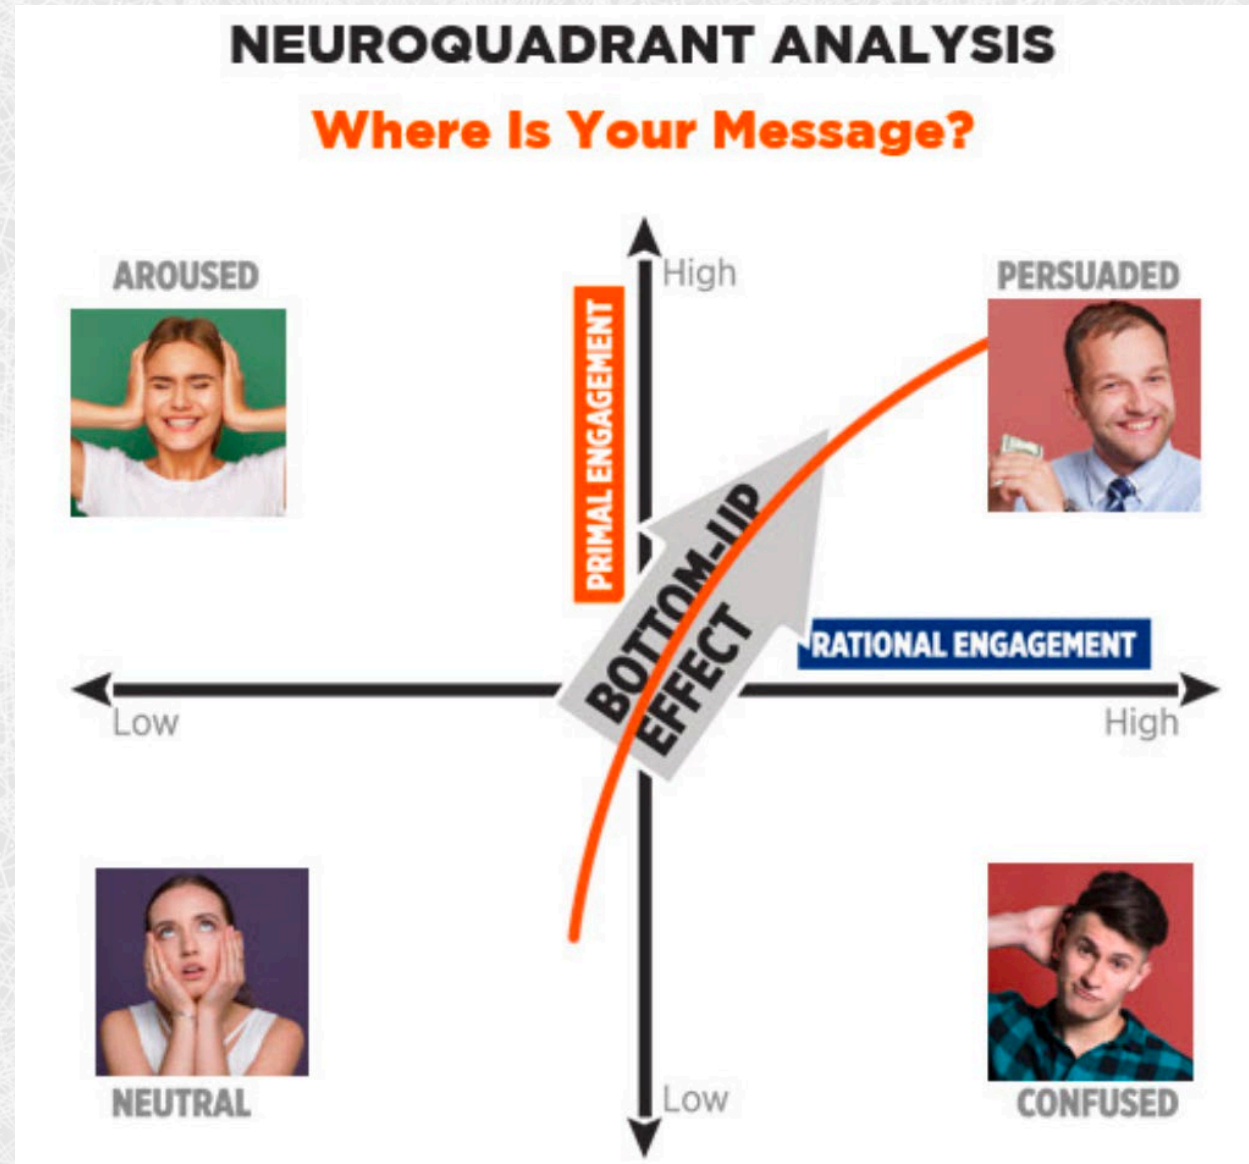 NEUROQUADRANT ANALYSIS
Where Is Your Message?
AROUSED
High
PERSUADED
PRIMAL ENGAGEMENT
BOTTOM-UP
EFFECT
RATIONAL ENGAGEMENT
Low
High
NEUTRAL
Low
CONFUSED